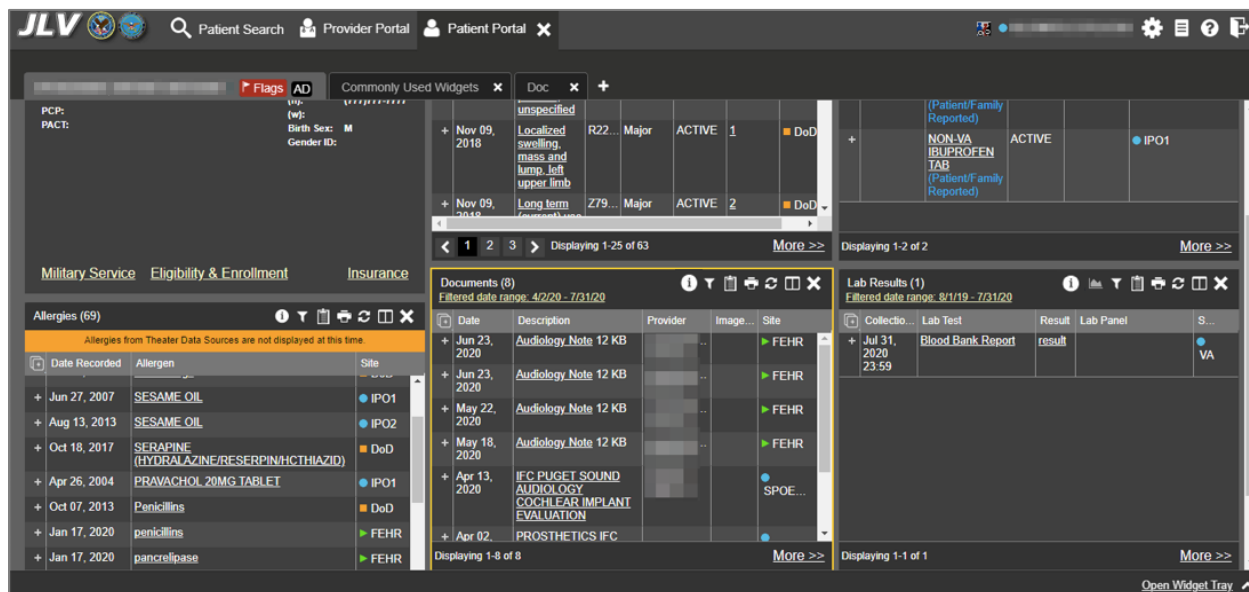 JLV Patient Search Provider Portal Patient Portal
Flags AD Commonly Used Widgets Doc
PCP:
PACT:
(w):
Birth Sex: M
Gender ID:
Military Service Eligibility & Enrollment Insurance
Allergies (69)
Allergies from Theater Data Sources are not displayed at this time.
Date Recorded Allergen Site
Jun 27, 2007 SESAME OIL IPO1
Aug 13, 2013 SESAME OIL IPO2
Oct 18, 2017 SERAPINE
(HYDRALAZINE/RESERPIN/HCTHIAZID) DoD
Apr 26, 2004 PRAVACHOL 20MG TABLET IPO1
Oct 07, 2013 Penicillins DoD
Jan 17, 2020 penicillins FEHR
Jan 17, 2020 pancrelipase FEHR
unspecified
Nov 09, Localized R22... Major ACTIVE 1 DoD
2018 swelling,
mass and
lump, left
upper limb
Nov 09, Long term Z79... Major ACTIVE 2 DoD
1 2 3 Displaying 1-25 of 63 More >>
Documents (8)
Filtered date range: 4/2/20 - 7/31/20
Date Description Provider Image... Site
Jun 23, Audiology Note 12 KB FEHR
2020
Jun 23, Audiology Note 12 KB FEHR
2020
May 22, Audiology Note 12 KB FEHR
2020
May 18, Audiology Note 12 KB FEHR
2020
Apr 13, IFC PUGET SOUND
2020 AUDIOLOGY SPOE...
COCHLEAR IMPLANT
EVALUATION
Apr 02, PROSTHETICS IFC
Displaying 1-8 of 8 More >>
(Patient/Family
Reported)
NON-VA ACTIVE IPO1
IBUPROFEN
TAB
(Patient/Family
Reported)
Displaying 1-2 of 2 More >>
Lab Results (1)
Filtered date range: 8/1/19 - 7/31/20
Collectio... Lab Test Result Lab Panel S...
Jul 31, Blood Bank Report result
2020 VA
23:59
Displaying 1-1 of 1 More >>
Open Widget Tray